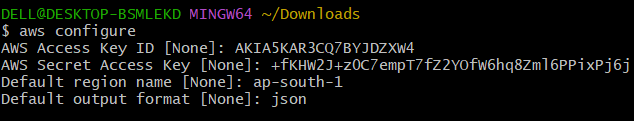 DELL@DESKTOP-BSMLEKD MINGW64 ~/Downloads
$ aws configure
AWS Access Key ID [None]: AKIA5KAR3CQ7BYJDZXW4
AWS Secret Access Key [None]: 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
Default region name [None]: ap-south-1
Default output format [None]: json